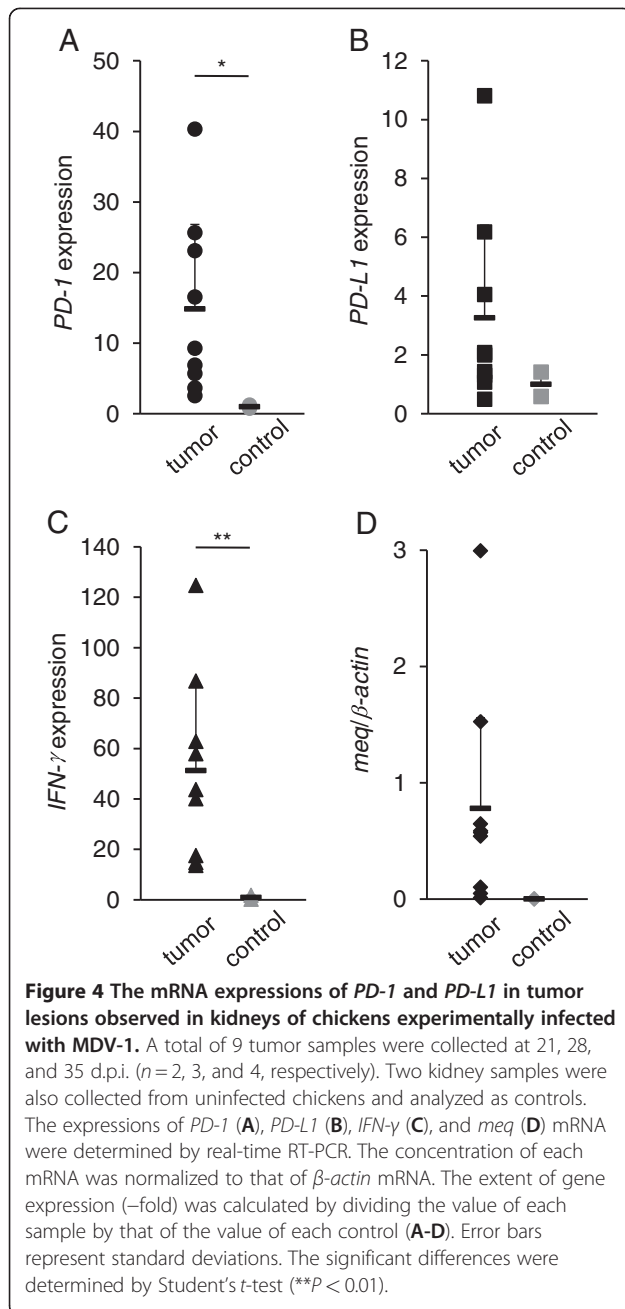 A
50
40
30
20
10
0
PD-1 expression
*
tumor
control
B
12
10
8
6
4
2
0
PD-L1 expression
tumor
control
C
140
120
100
80
60
40
20
0
IFN-γ expression
**
tumor
control
D
3
2
1
0
meq/β-actin
tumor
control
Figure 4 The mRNA expressions of PD-1 and PD-L1 in tumor
lesions observed in kidneys of chickens experimentally infected
with MDV-1. A total of 9 tumor samples were collected at 21, 28,
and 35 d.p.i. (n = 2, 3, and 4, respectively). Two kidney samples were
also collected from uninfected chickens and analyzed as controls.
The expressions of PD-1 (A), PD-L1 (B), IFN-γ (C), and meq (D) mRNA
were determined by real-time RT-PCR. The concentration of each
mRNA was normalized to that of β-actin mRNA. The extent of gene
expression (–fold) was calculated by dividing the value of each
sample by that of the value of each control (A-D). Error bars
represent standard deviations. The significant differences were
determined by Student's t-test (**P < 0.01).